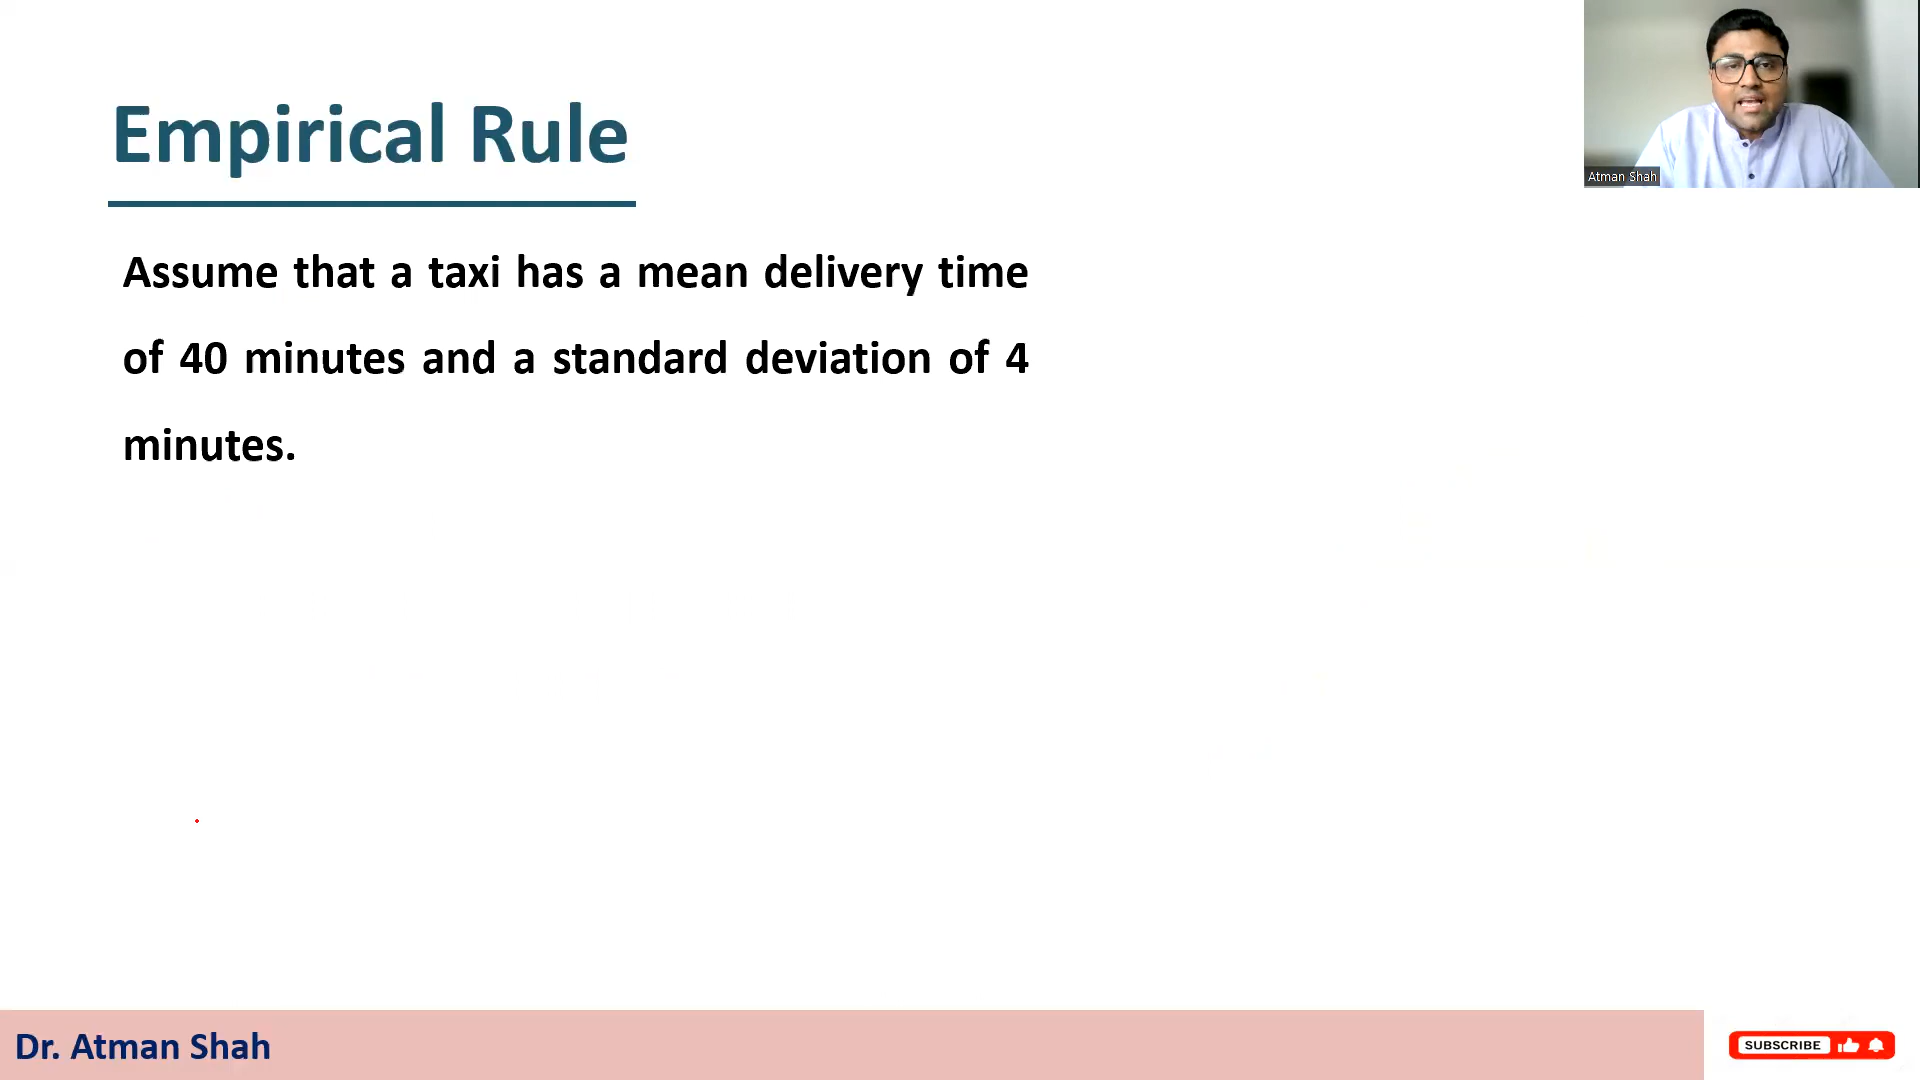 Empirical Rule
Atman Shah
Assume that a taxi has a mean delivery time
of 40 minutes and a standard deviation of 4
minutes.
Dr. Atman Shah
SUBSCRIBE